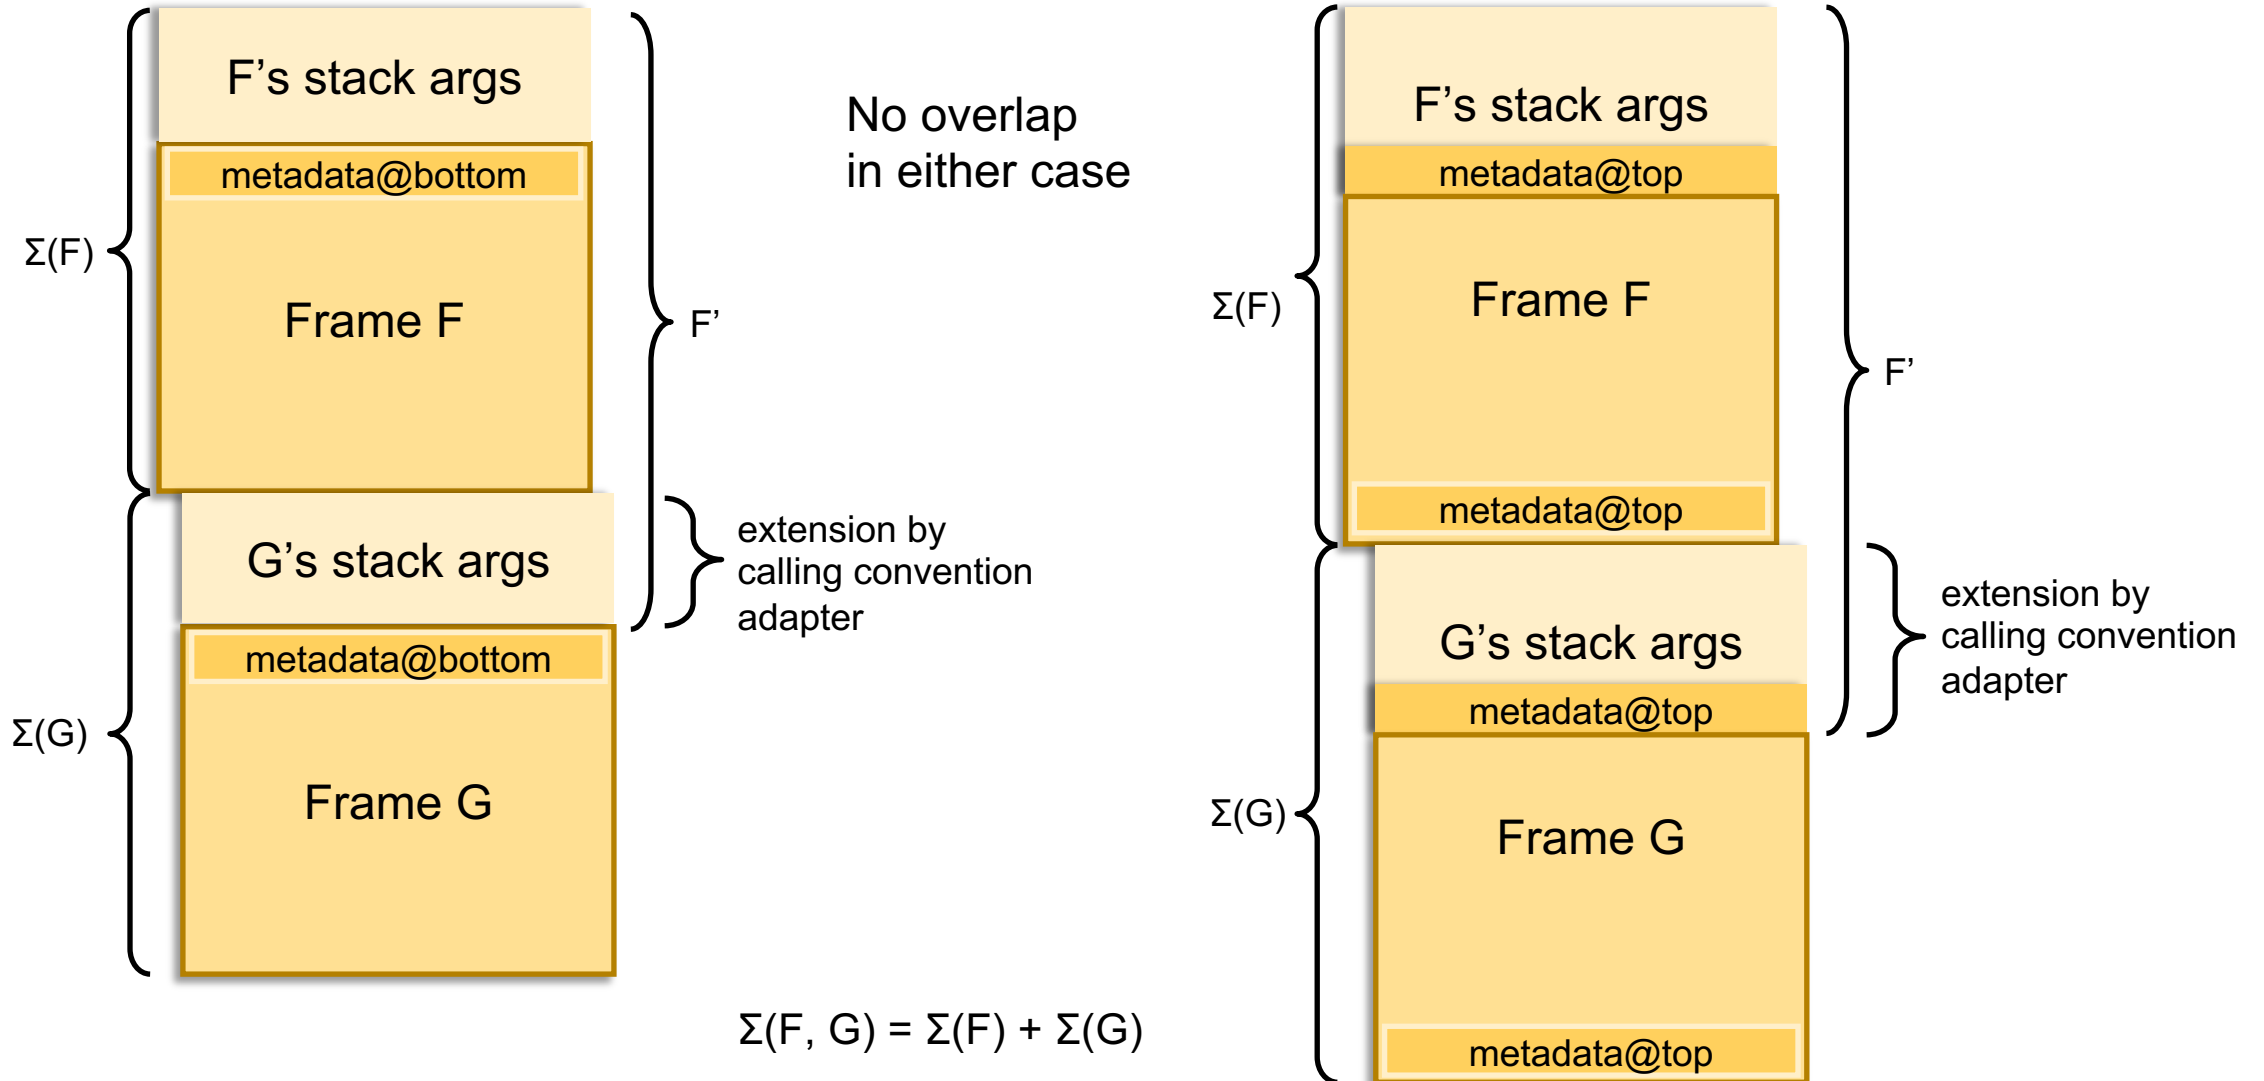 F’s stack args
metadata@bottom
Σ(F)
Frame F
F’
G’s stack args
extension by
calling convention
adapter
metadata@bottom
Σ(G)
Frame G
No overlap
in either case
Σ(F, G) = Σ(F) + Σ(G)
F’s stack args
metadata@top
Σ(F)
Frame F
F’
metadata@top
G’s stack args
extension by
calling convention
adapter
metadata@top
Σ(G)
Frame G
metadata@top